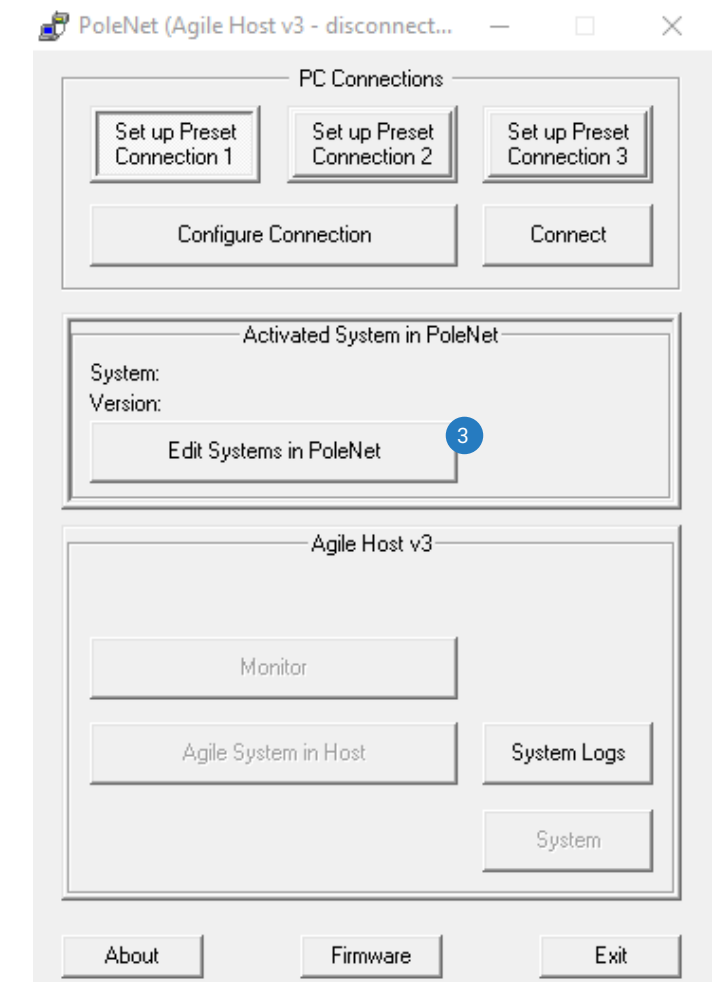 PoleNet (Agile Host v3 - disconnect...
PC Connections
Set up Preset
Connection 1
Set up Preset
Connection 2
Set up Preset
Connection 3
Configure Connection
Connect
Activated System in PoleNet
System:
Version:
Edit Systems in PoleNet
3
Agile Host v3
Monitor
Agile System in Host
System Logs
System
About
Firmware
Exit